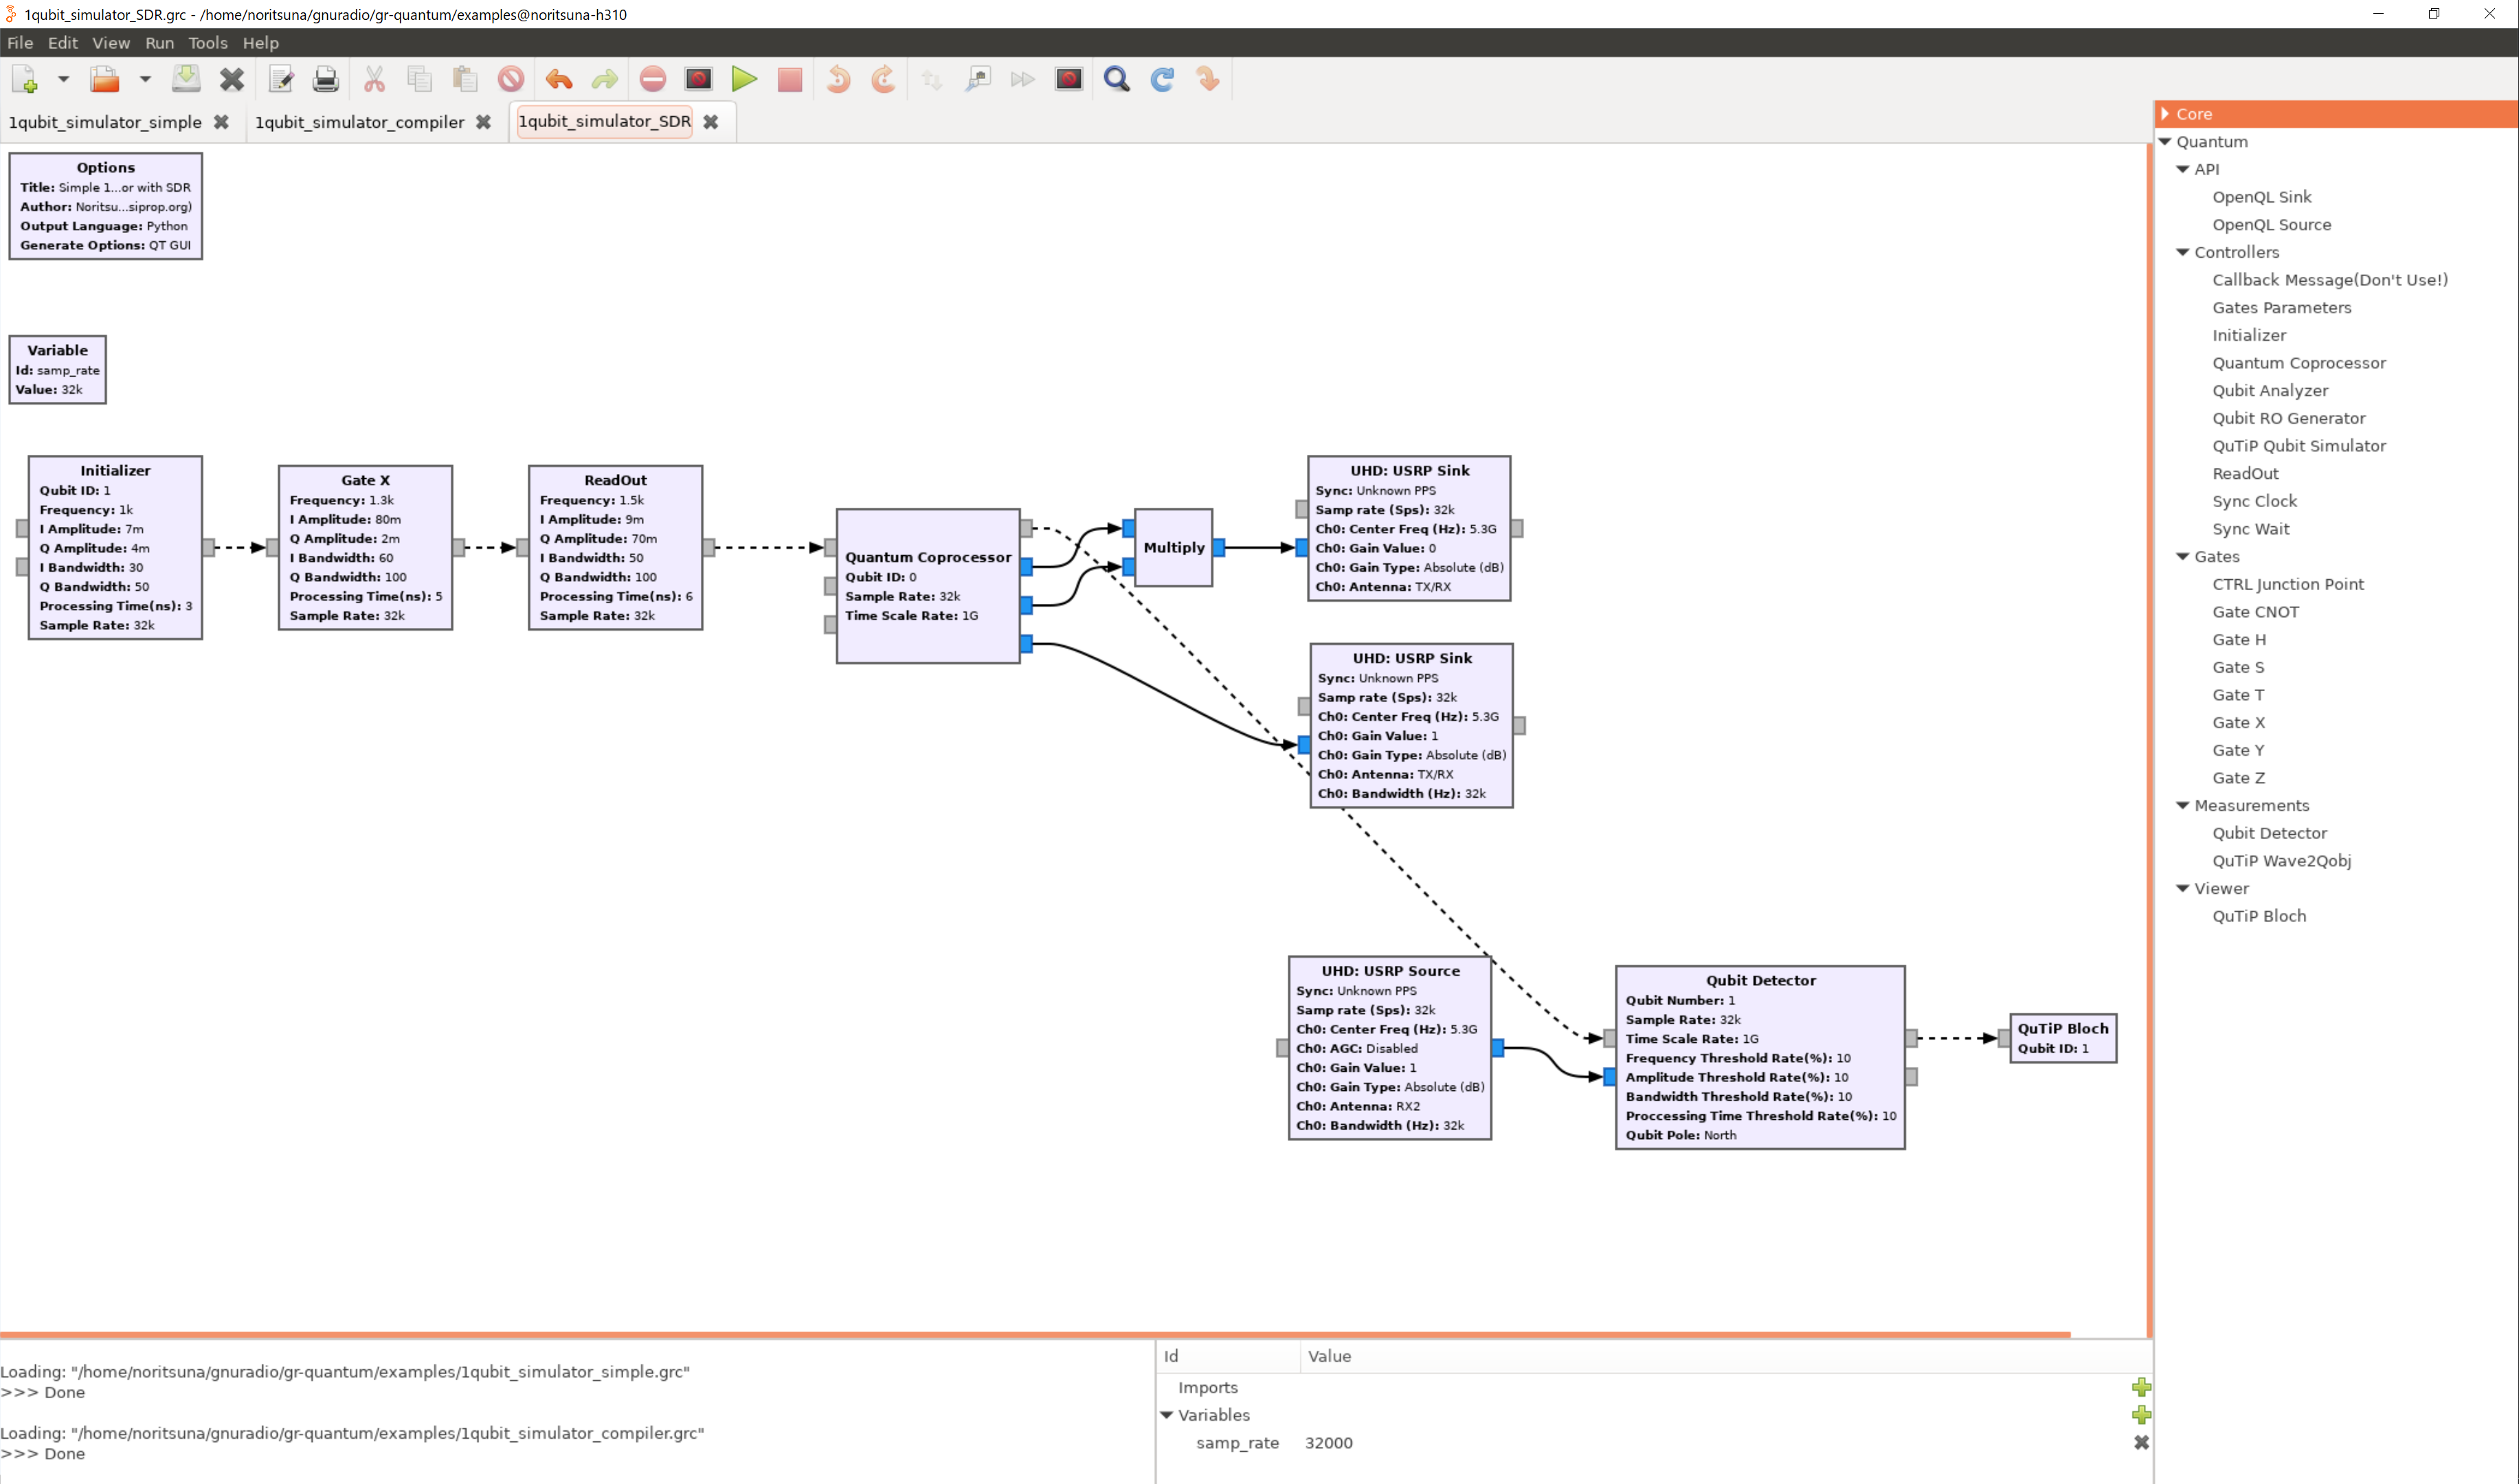 1qubit_simulator_SDR.grc - /home/noritsuna/gnuradio/gr-quantum/examples@noritsuna-h310
File Edit View Run Tools Help
1qubit_simulator_simple
1qubit_simulator_compiler
1qubit_simulator_SDR
Options
Title: Simple 1...or with SDR
Author: Noritsu...siprop.org)
Output Language: Python
Generate Options: QT GUI
Variable
Id: samp_rate
Value: 32k
Initializer
Qubit ID: 1
Frequency: 1k
I Amplitude: 7m
Q Amplitude: 4m
I Bandwidth: 30
Q Bandwidth: 50
Processing Time(ns): 3
Sample Rate: 32k
Gate X
Frequency: 1.3k
I Amplitude: 80m
Q Amplitude: 2m
I Bandwidth: 60
Q Bandwidth: 100
Processing Time(ns): 5
Sample Rate: 32k
ReadOut
Frequency: 1.5k
I Amplitude: 9m
Q Amplitude: 70m
I Bandwidth: 50
Q Bandwidth: 100
Processing Time(ns): 6
Sample Rate: 32k
Quantum Coprocessor
Qubit ID: 0
Sample Rate: 32k
Time Scale Rate: 1G
Multiply
UHD: USRP Sink
Sync: Unknown PPS
Samp rate (Sps): 32k
Ch0: Center Freq (Hz): 5.3G
Ch0: Gain Value: 0
Ch0: Gain Type: Absolute (dB)
Ch0: Antenna: TX/RX
UHD: USRP Sink
Sync: Unknown PPS
Samp rate (Sps): 32k
Ch0: Center Freq (Hz): 5.3G
Ch0: Gain Value: 1
Ch0: Gain Type: Absolute (dB)
Ch0: Antenna: TX/RX
Ch0: Bandwidth (Hz): 32k
UHD: USRP Source
Sync: Unknown PPS
Samp rate (Sps): 32k
Ch0: Center Freq (Hz): 5.3G
Ch0: AGC: Disabled
Ch0: Gain Value: 1
Ch0: Gain Type: Absolute (dB)
Ch0: Antenna: RX2
Ch0: Bandwidth (Hz): 32k
Qubit Detector
Qubit Number: 1
Sample Rate: 32k
Time Scale Rate: 1G
Frequency Threshold Rate(%): 10
Amplitude Threshold Rate(%): 10
Bandwidth Threshold Rate(%): 10
Proccessing Time Threshold Rate(%): 10
Qubit Pole: North
QuTiP Bloch
Qubit ID: 1
Core
Quantum
API
OpenQL Sink
OpenQL Source
Controllers
Callback Message(Don't Use!)
Gates Parameters
Initializer
Quantum Coprocessor
Qubit Analyzer
Qubit RO Generator
QuTiP Qubit Simulator
ReadOut
Sync Clock
Sync Wait
Gates
CTRL Junction Point
Gate CNOT
Gate H
Gate S
Gate T
Gate X
Gate Y
Gate Z
Measurements
Qubit Detector
QuTiP Wave2Qobj
Viewer
QuTiP Bloch
Loading: "/home/noritsuna/gnuradio/gr-quantum/examples/1qubit_simulator_simple.grc"
>>> Done
Loading: "/home/noritsuna/gnuradio/gr-quantum/examples/1qubit_simulator_compiler.grc"
>>> Done
Id Value
Imports
Variables
samp_rate 32000